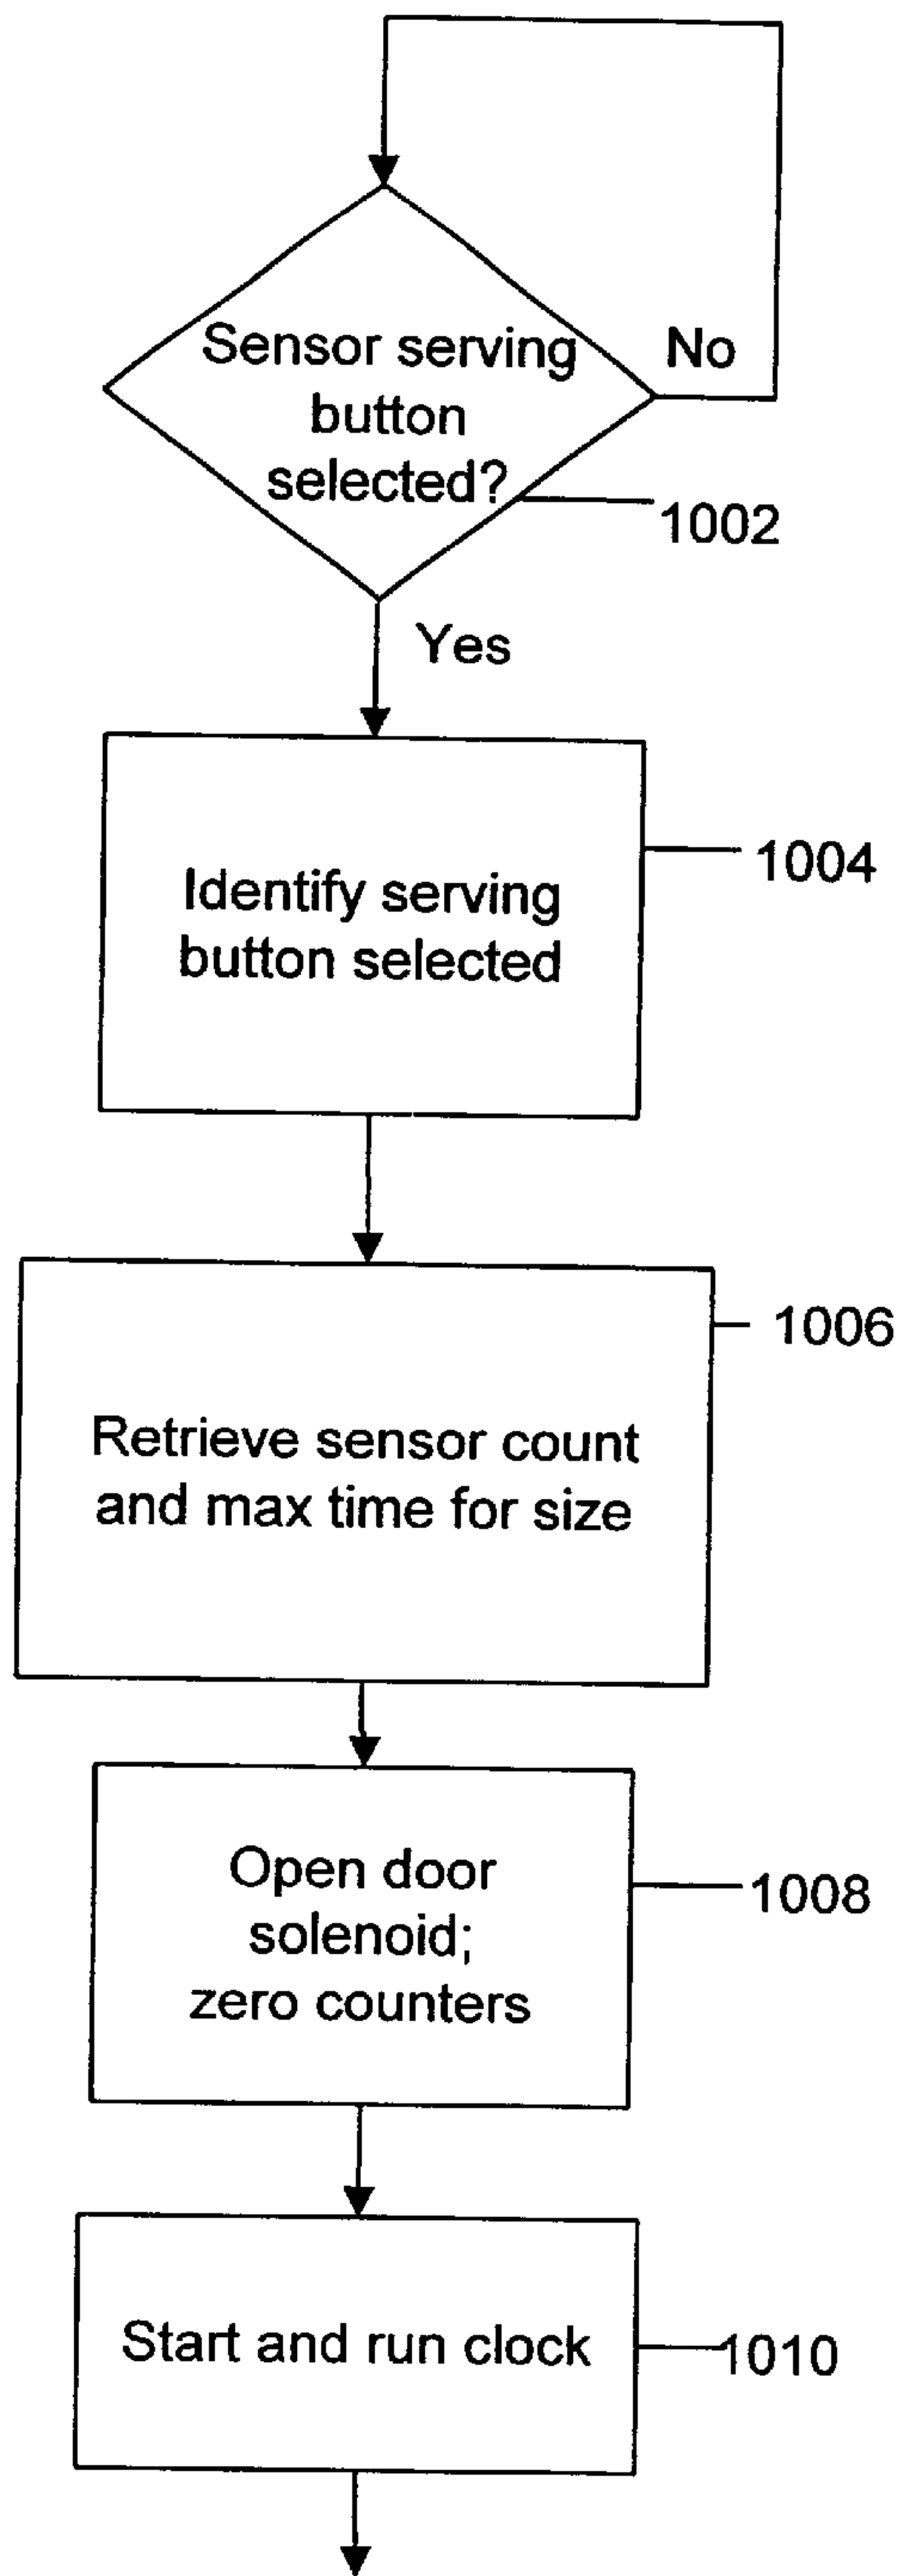 Sensor serving
No
button
selected?
1002
Yes
1004
Identify serving
button selected
1006
Retrieve sensor count
and max time for size
Open door
1008
solenoid;
zero counters
Start and run clock
1010